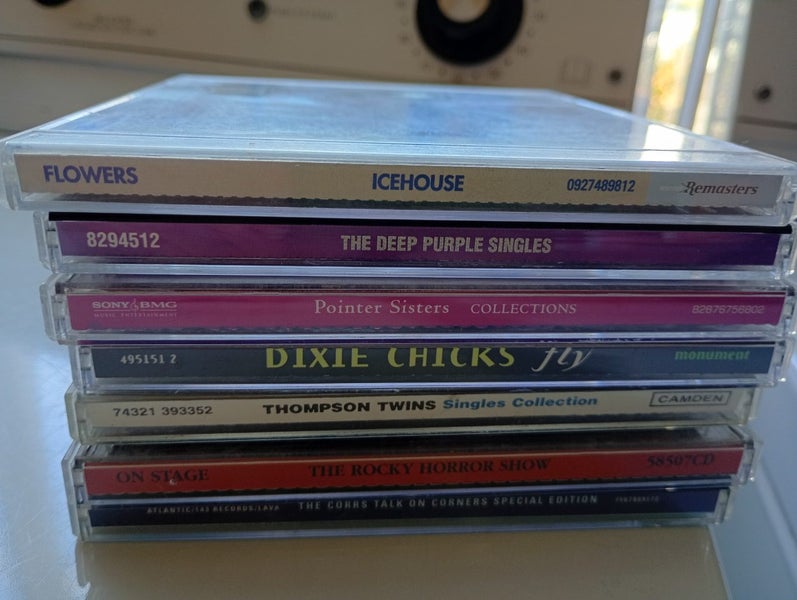 FLOWERS ICEHOUSE 0927489812 Remasters
8294512 THE DEEP PURPLE SINGLES
SONY BMG Pointer Sisters COLLECTIONS 82876756802
MUSIC ENTERTAINMENT
495151 2 DIXIE CHICKS fly monument
74321 393352 THOMPSON TWINS Singles Collection CAMDEN
ON STAGE THE ROCKY HORROR SHOW 58507CD
ATLANTIC/143 RECORDS/LAVA THE CORRS TALK ON CORNERS SPECIAL EDITION